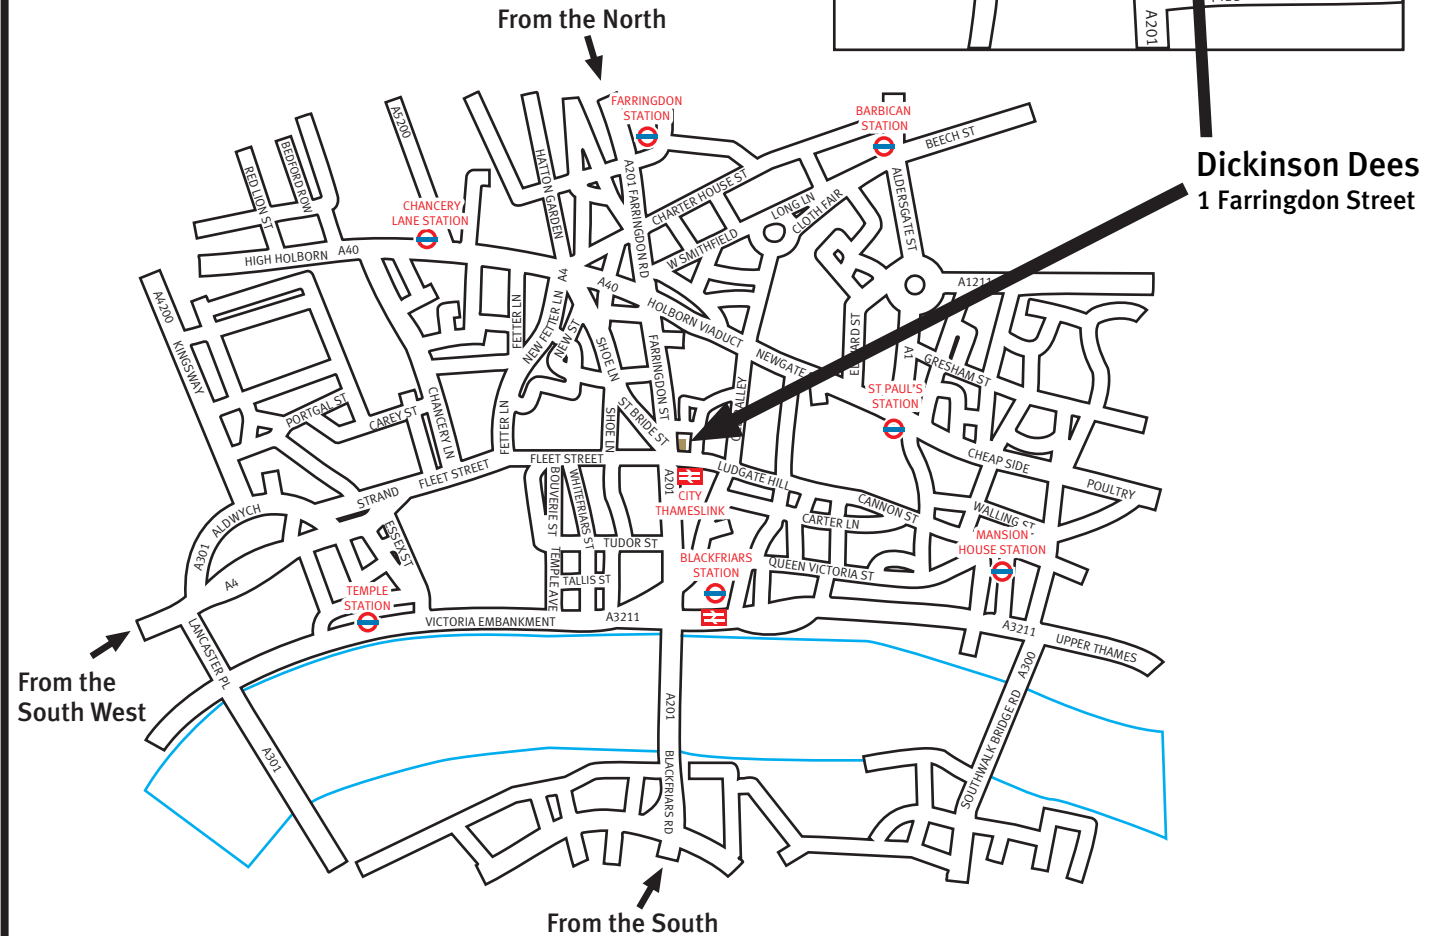 From the North
A201
FARRINGDON
STATION
BARBICAN
STATION
BEECH ST
A5200
BEDFORD ROW
RED LION ST
HATTON GARDEN
A201 FARRINGDON RD
CHARTER HOUSE ST
LONG LN
CLOTH FAIR
ALDERSGATE ST
Dickinson Dees
1 Farringdon Street
CHANCERY
LANE STATION
W SMITHFIELD
HIGH HOLBORN
A40
A4
A40
A1211
A4200
KINGSWAY
FETTER LN
NEW FETTER LN
NEW ST
SHOE LN
HOLBORN VIADUCT
FARRINGDON ST
NEWGATE
A1
GRESHAM ST
ST PAUL'S
STATION
PORTGAL ST
CAREY ST
CHANCERY LN
FETTER LN
SHOE LN
ST BRIDE ST
CHEAP SIDE
POULTRY
FLEET STREET
FLEET STREET
STRAND
ALDWYCH
A301
A4
ESSEX ST
BOUVERIE ST
WHITEFRIARS ST
A201
LUDGATE HILL
CITY
THAMESLINK
CARTER LN
CANNON ST
WALLING ST
MANSION
HOUSE STATION
TUDOR ST
TEMPLE AVE
TALLIS ST
BLACKFRIARS
STATION
QUEEN VICTORIA ST
TEMPLE
STATION
VICTORIA EMBANKMENT
A3211
A3211
UPPER THAMES
LANCASTER PL
From the
South West
A301
A201
BLACKFRIARS RD
A300
SOUTHWALK BRIDGE RD
From the South